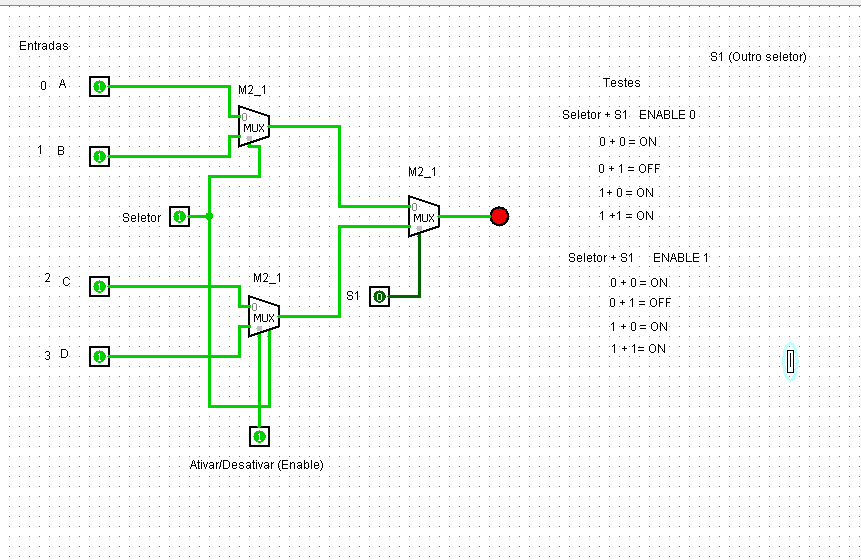 Entradas
S1 (Outro seletor)
0 A
1
M2_1
0
MUX
Testes
Seletor + S1 ENABLE 0
0 + 0 = ON
0 + 1 = OFF
1+ 0 = ON
1 +1 = ON
1 B
1
Seletor
1
M2_1
0
MUX
S1
0
2 C
1
M2_1
0
MUX
3 D
1
1
Ativar/Desativar (Enable)
Seletor + S1 ENABLE 1
0 + 0 = ON
0 + 1 = OFF
1 + 0 = ON
1 + 1= ON